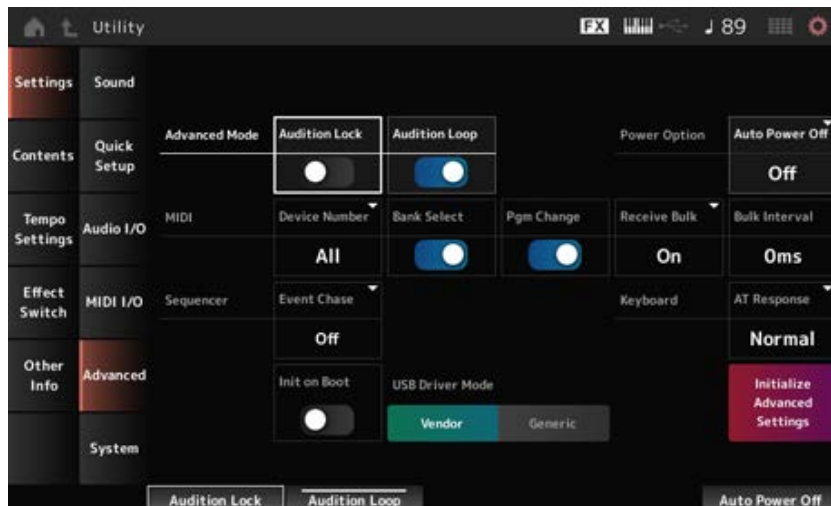 Utility
FX
♩ 89
Settings
Sound
Contents
Quick
Setup
Tempo
Settings
Audio I/O
Effect
Switch
MIDI I/O
Other
Info
Advanced
System
Advanced Mode
Audition Lock
Audition Loop
Power Option
Auto Power Off
Off
MIDI
Device Number
Bank Select
Pgm Change
Receive Bulk
Bulk Interval
All
On
0ms
Sequencer
Event Chase
Keyboard
AT Response
Off
Normal
Init on Boot
USB Driver Mode
Vendor
Generic
Initialize
Advanced
Settings
Audition Lock
Audition Loop
Auto Power Off